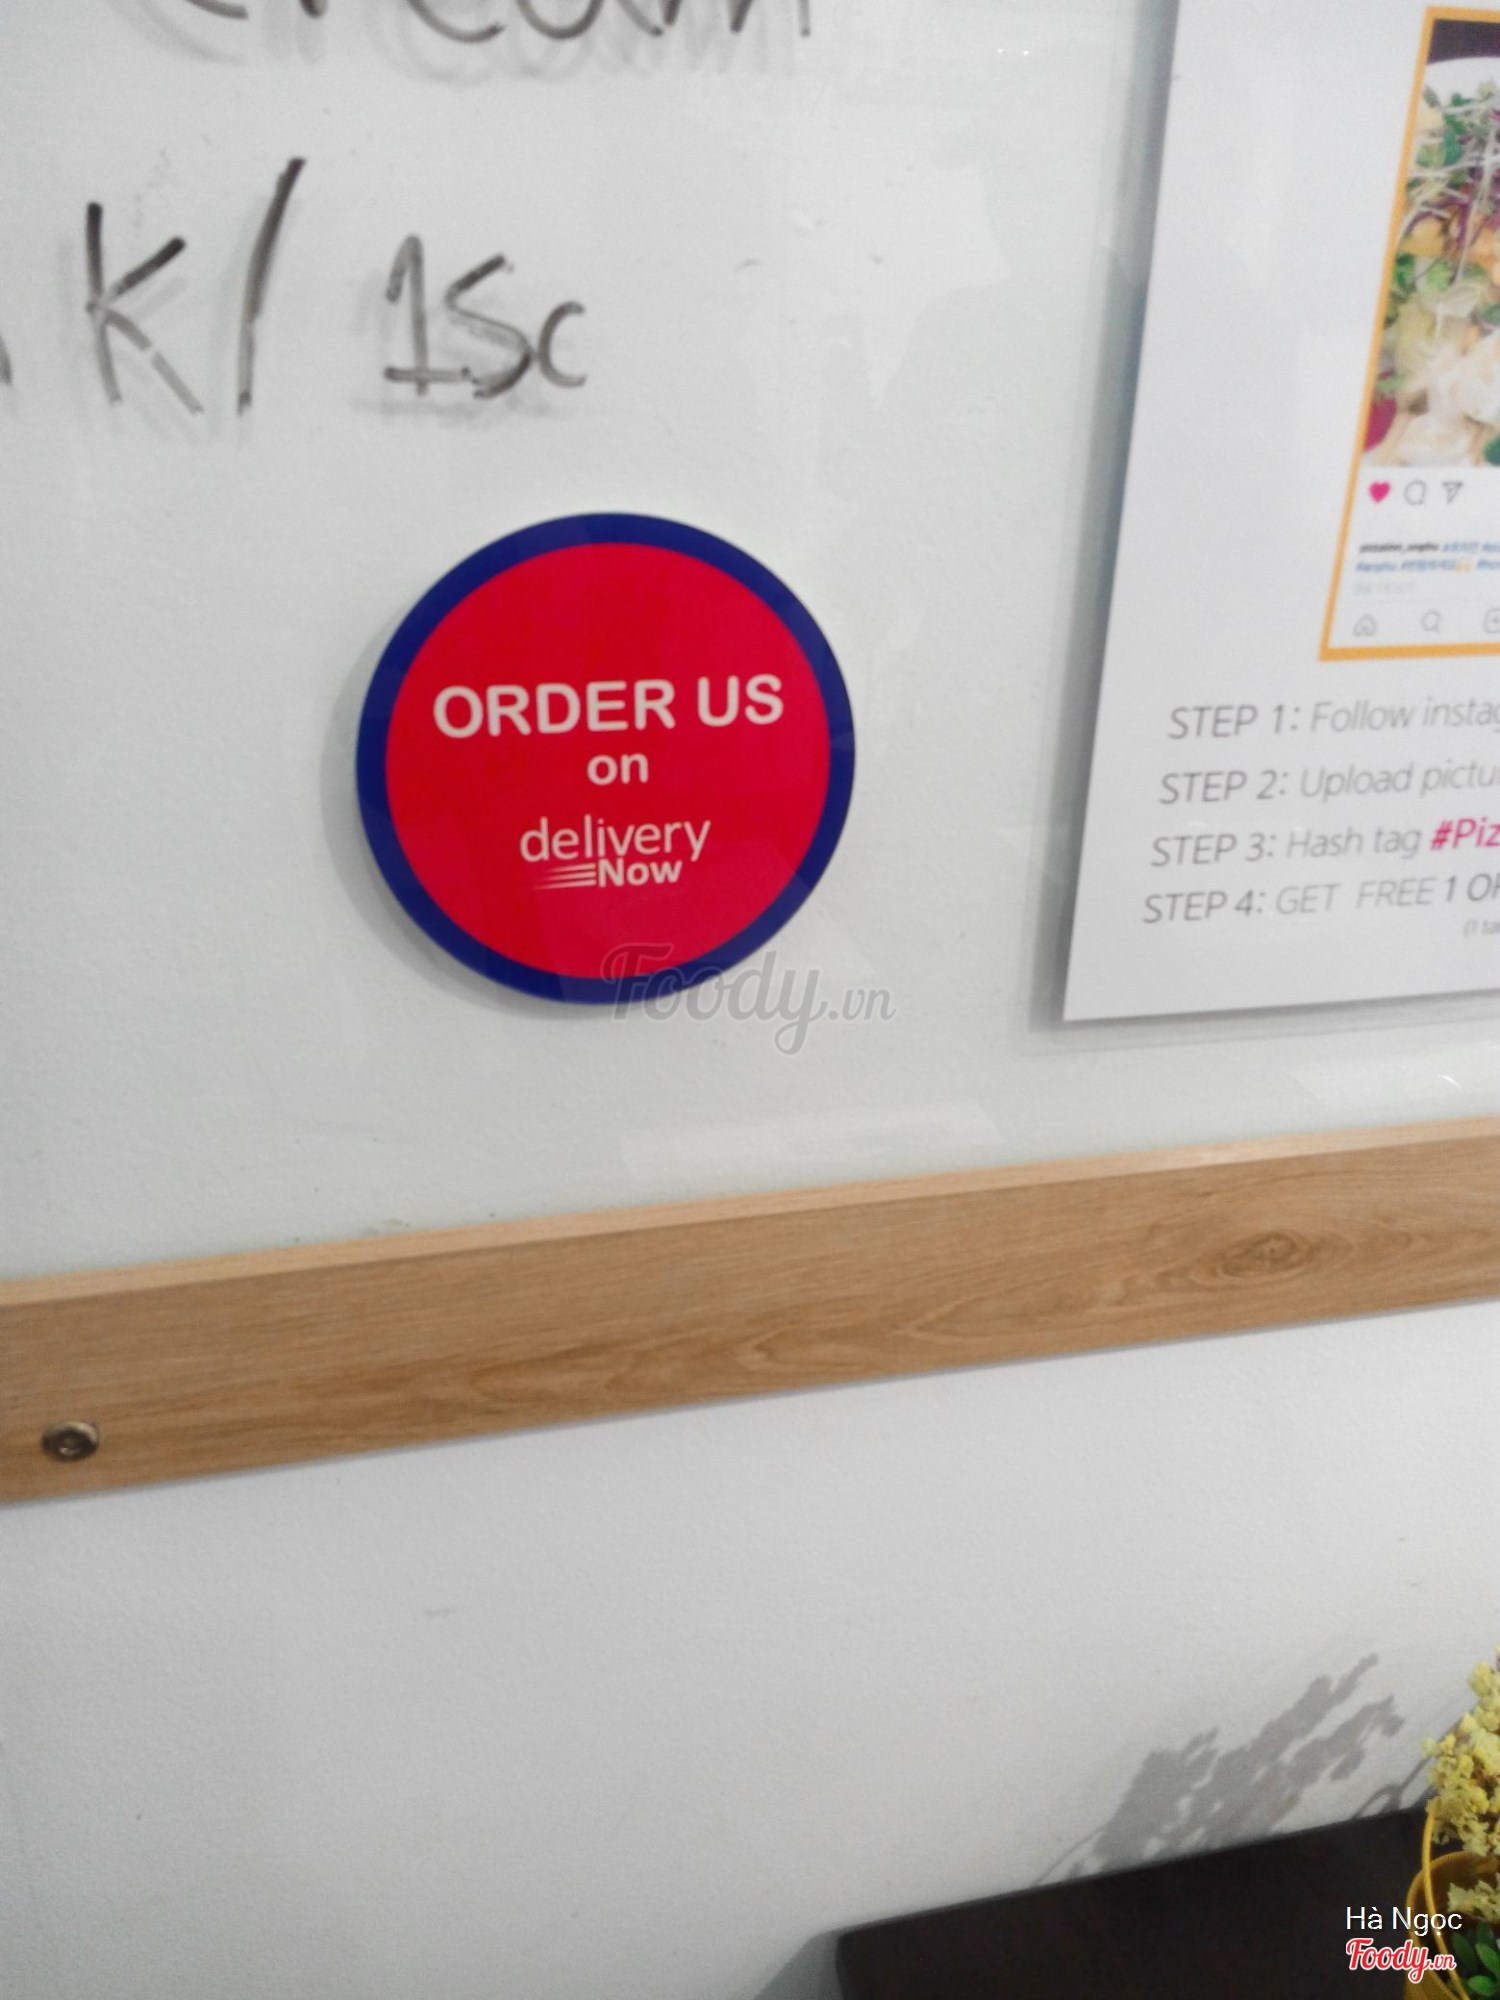 K/ 1Sc
ORDER US
on
delivery
Now
Foody.vn
STEP 1: Follow
STEP 2: Upload
STEP 3: Hash tag
STEP 4: GET FREE 1
Hà Ngọc
Foody.vn